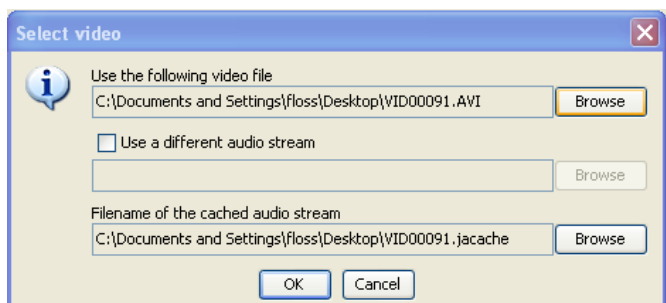 Select video
Use the following video file
C:\Documents and Settings\floss\Desktop\VID00091.AVI Browse
Use a different audio stream
Browse
Filename of the cached audio stream
C:\Documents and Settings\floss\Desktop\VID00091.jacache Browse
OK Cancel